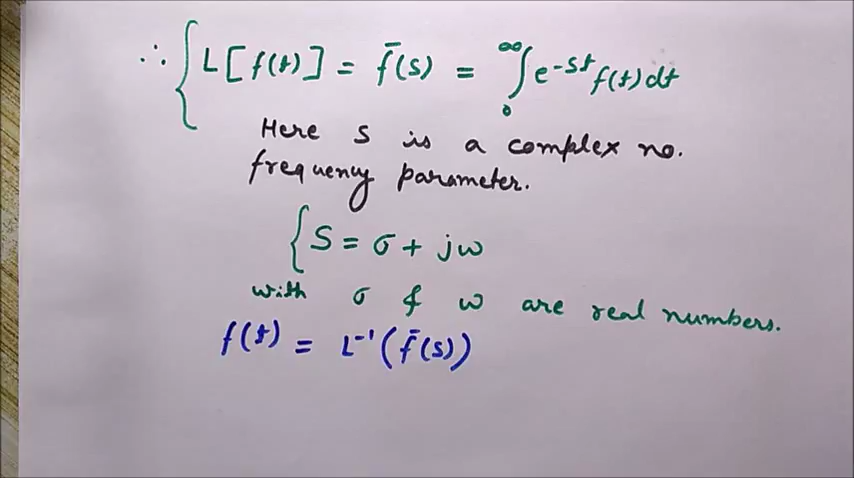 ∴ { L[f(t)] = f̄(s) = ∫₀^∞ e^{-st} f(t) dt
Here s is a complex no.
frequency parameter.
{ S = σ + jω
with σ & ω are real numbers.
f(t) = L⁻¹(f̄(s))